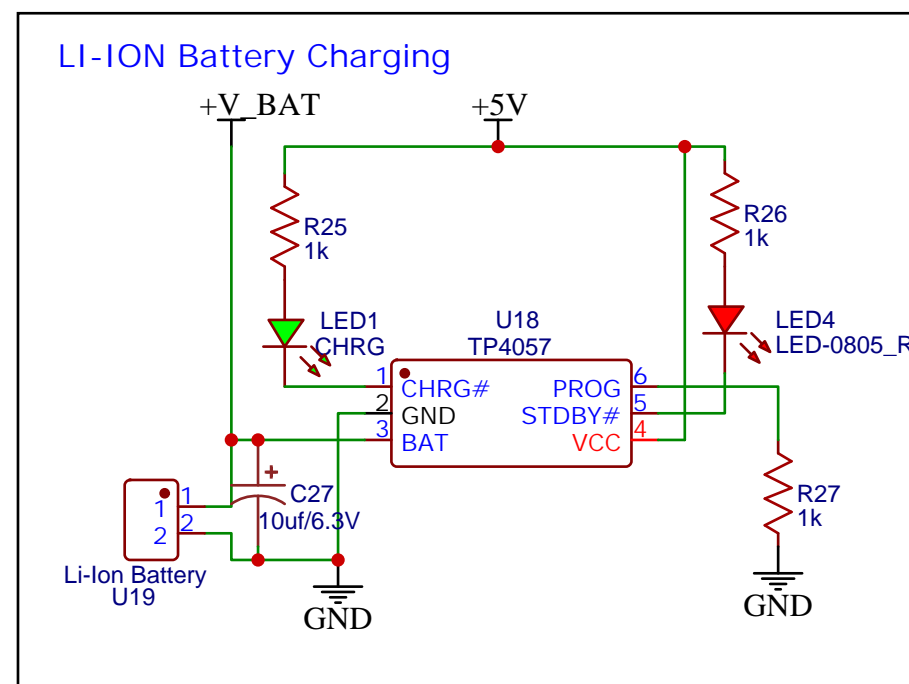 LI-ION Battery Charging
+V_BAT
+5V
R25
1k
R26
1k
LED1
CHRG
U18
TP4057
LED4
LED-0805_R
1
CHRG#
PROG
6
2
GND
STDBY#
5
3
BAT
VCC
4
C27
10uf/6.3V
R27
1k
1
1
2
2
Li-Ion Battery
U19
GND
GND